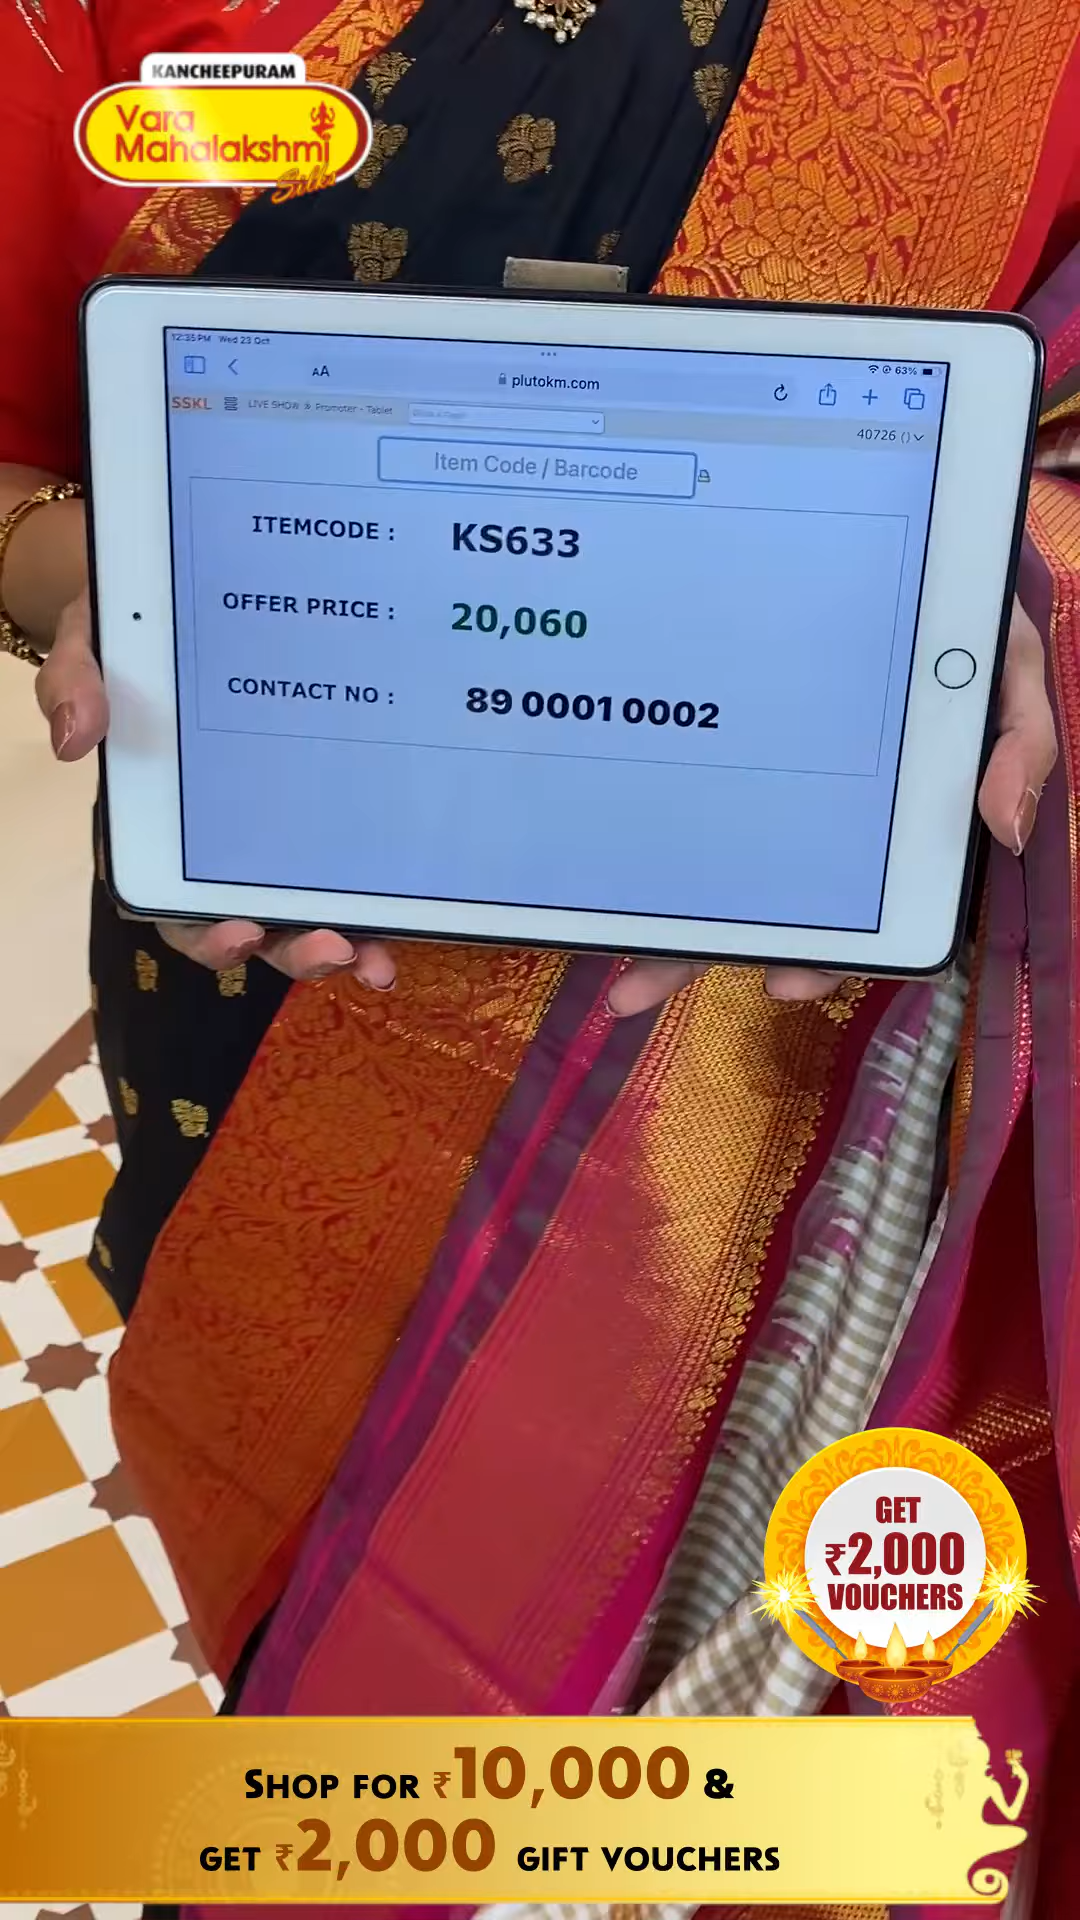 KANCHEEPURAM
Vara
Mahalakshmi
Silks
12:35 PM Wed 23 Oct
63%
AA
plutokm.com
SSKL
LIVE SHOW
Promoter - Tablet
40726 ()
Item Code / Barcode
ITEMCODE : KS633
OFFER PRICE : 20,060
CONTACT NO : 89 00010002
GET
₹2,000
VOUCHERS
SHOP FOR ₹10,000 &
GET ₹2,000 GIFT VOUCHERS